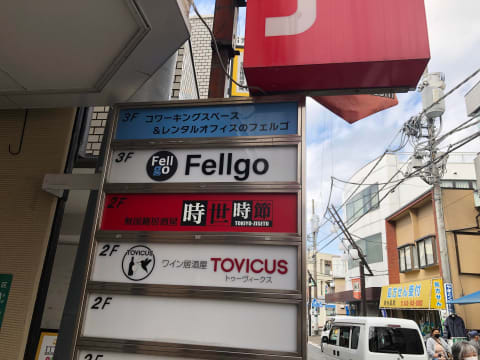 3F コワーキングスペース
&レンタルオフィスのフェルゴ
3F Fell go Fellgo
2F 時世時節
TOKIYO-JISETU
2F TOVICUS ワイン居酒屋 TOVICUS
トゥーヴィークス
2F